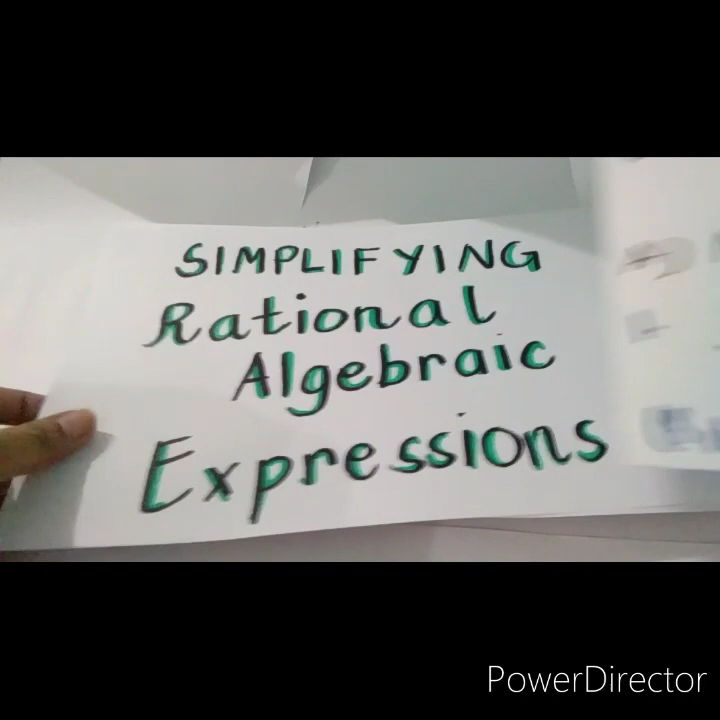 SIMPLIFYING
Rational
Algebraic
Expressions
PowerDirector